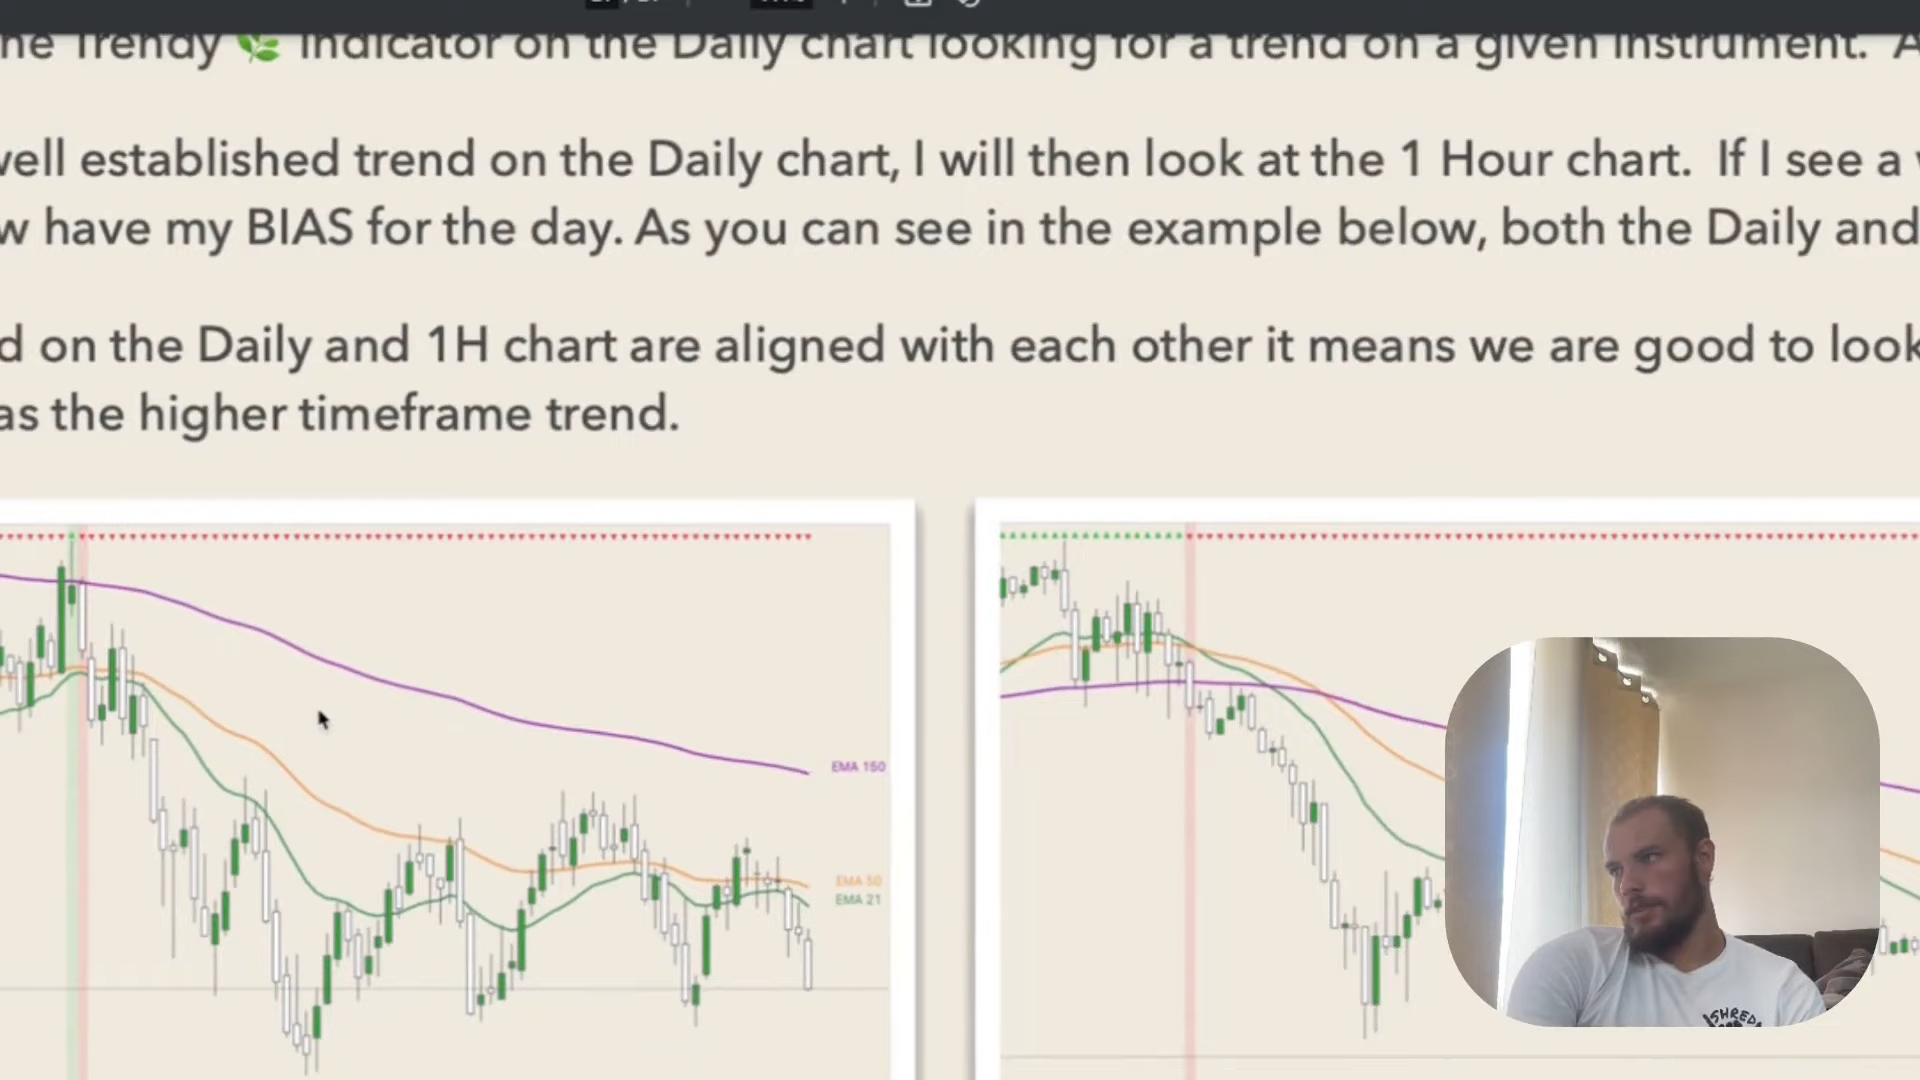 Trendy 🌿 Indicator on the Daily chart looking for a trend on a given instrument. A
well established trend on the Daily chart, I will then look at the 1 Hour chart. If I see a
have my BIAS for the day. As you can see in the example below, both the Daily and
on the Daily and 1H chart are aligned with each other it means we are good to look
as the higher timeframe trend.
EMA 150
EMA 50
EMA 21
SHRED